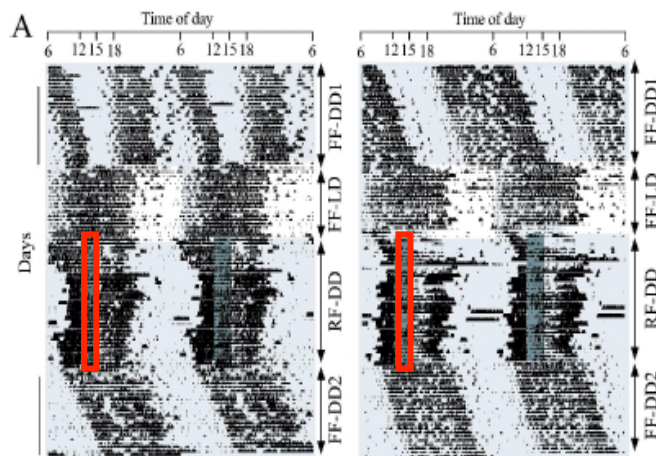 A
Time of day
Time of day
6 12 15 18 6 12 15 18 6
6 12 15 18 6 12 15 18 6
Days
FF-DD1
FF-LD
RF-DD
FF-DD2
FF-DD1
FF-LD
RF-DD
FF-DD2